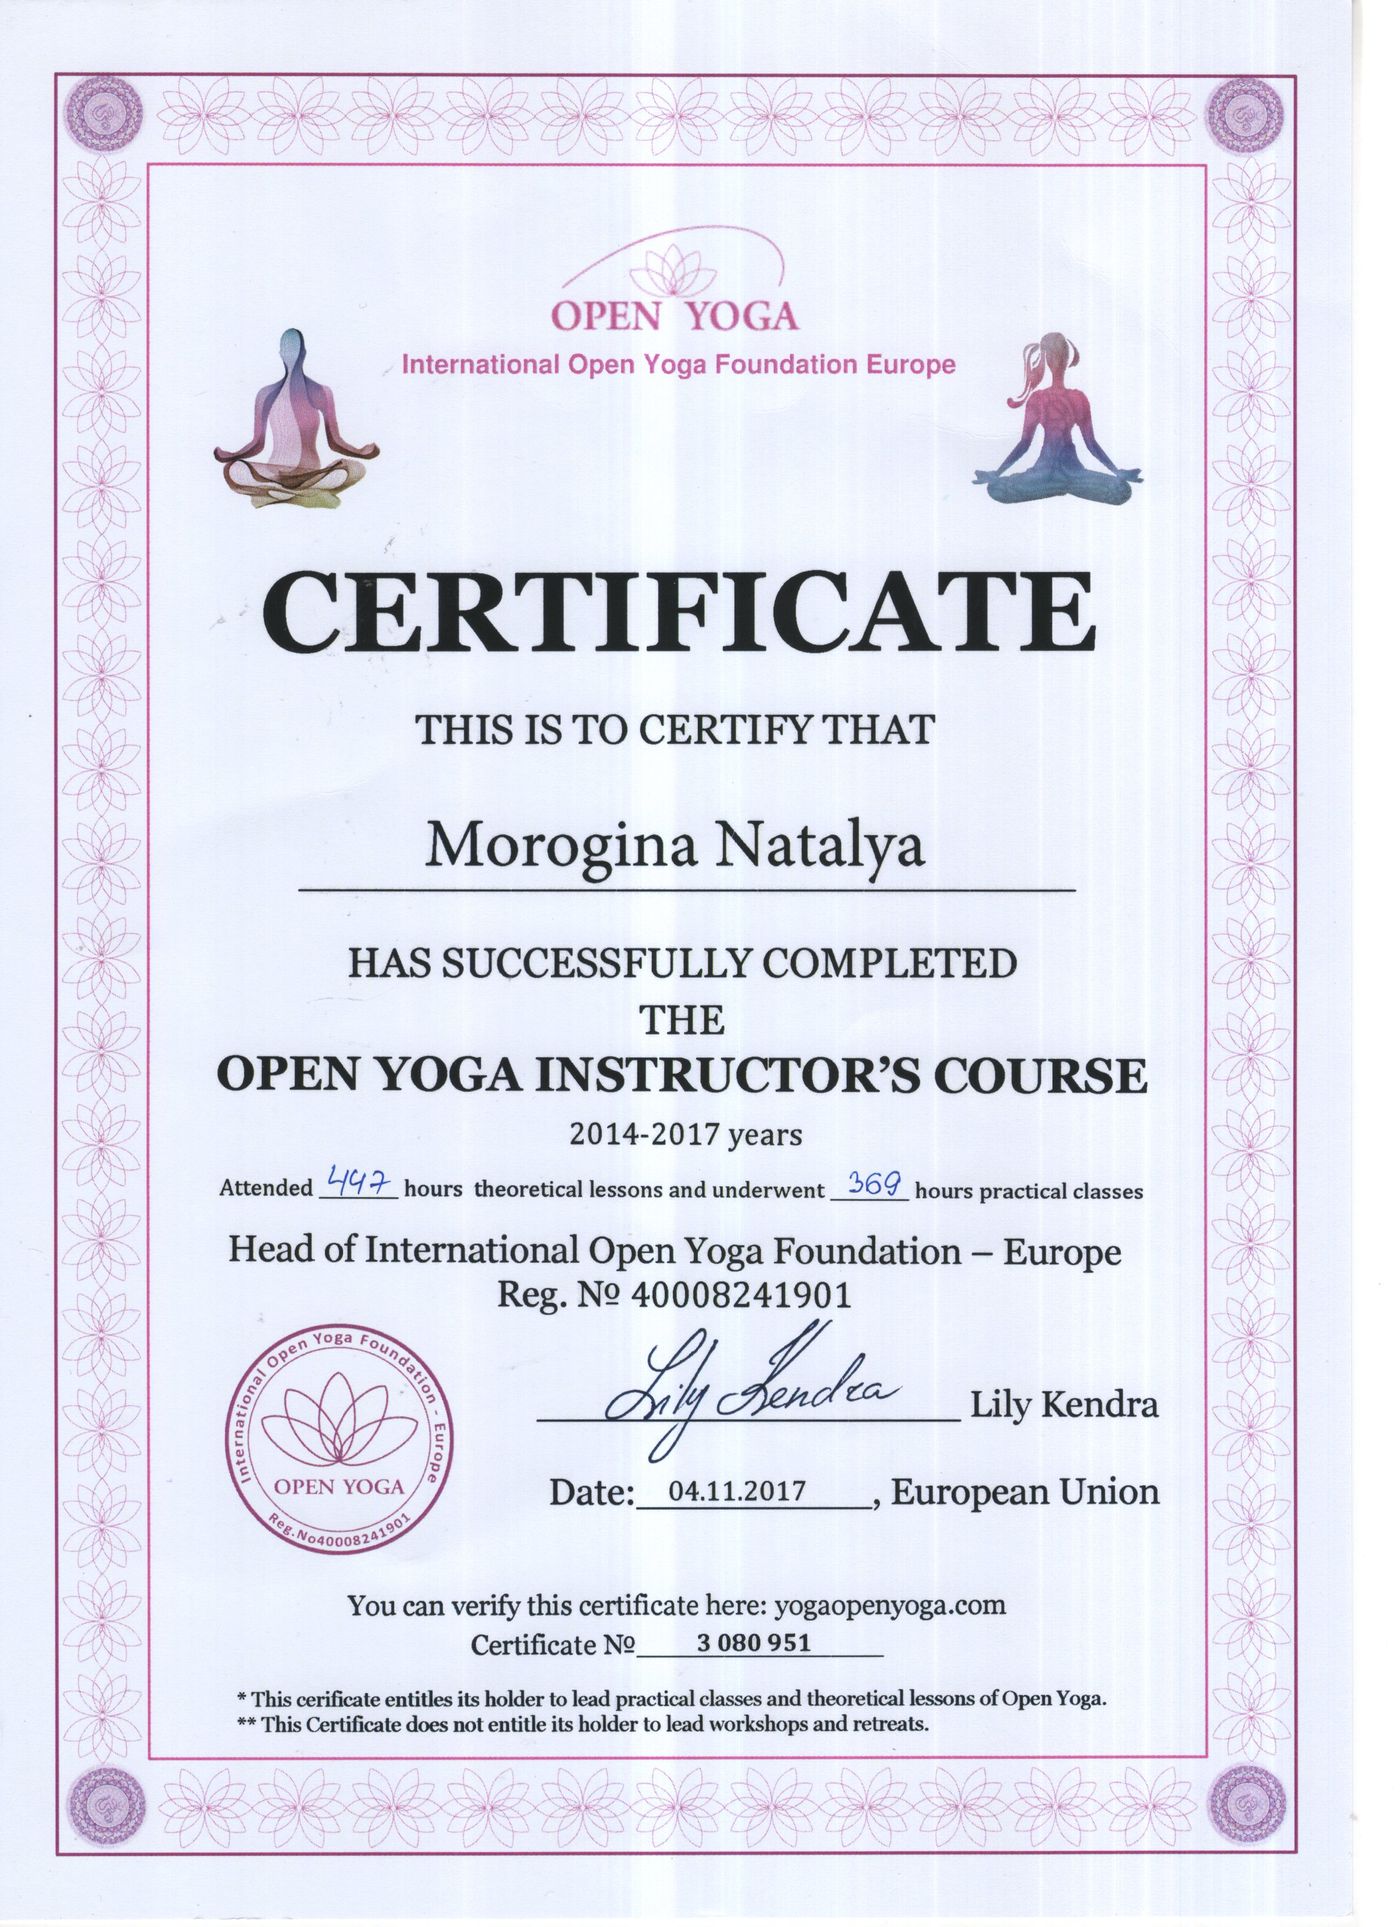 OPEN YOGA
International Open Yoga Foundation Europe
CERTIFICATE
THIS IS TO CERTIFY THAT
Morogina Natalya
HAS SUCCESSFULLY COMPLETED
THE
OPEN YOGA INSTRUCTOR'S COURSE
2014-2017 years
Attended 497 hours theoretical lessons and underwent 369 hours practical classes
Head of International Open Yoga Foundation – Europe
Reg. № 40008241901
Lily Kendra Lily Kendra
International Open Yoga Foundation - Europe
OPEN YOGA
Reg.No40008241901
Date: 04.11.2017, European Union
You can verify this certificate here: yogaopenyoga.com
Certificate № 3 080 951
* This cerificate entitles its holder to lead practical classes and theoretical lessons of Open Yoga.
** This Certificate does not entitle its holder to lead workshops and retreats.